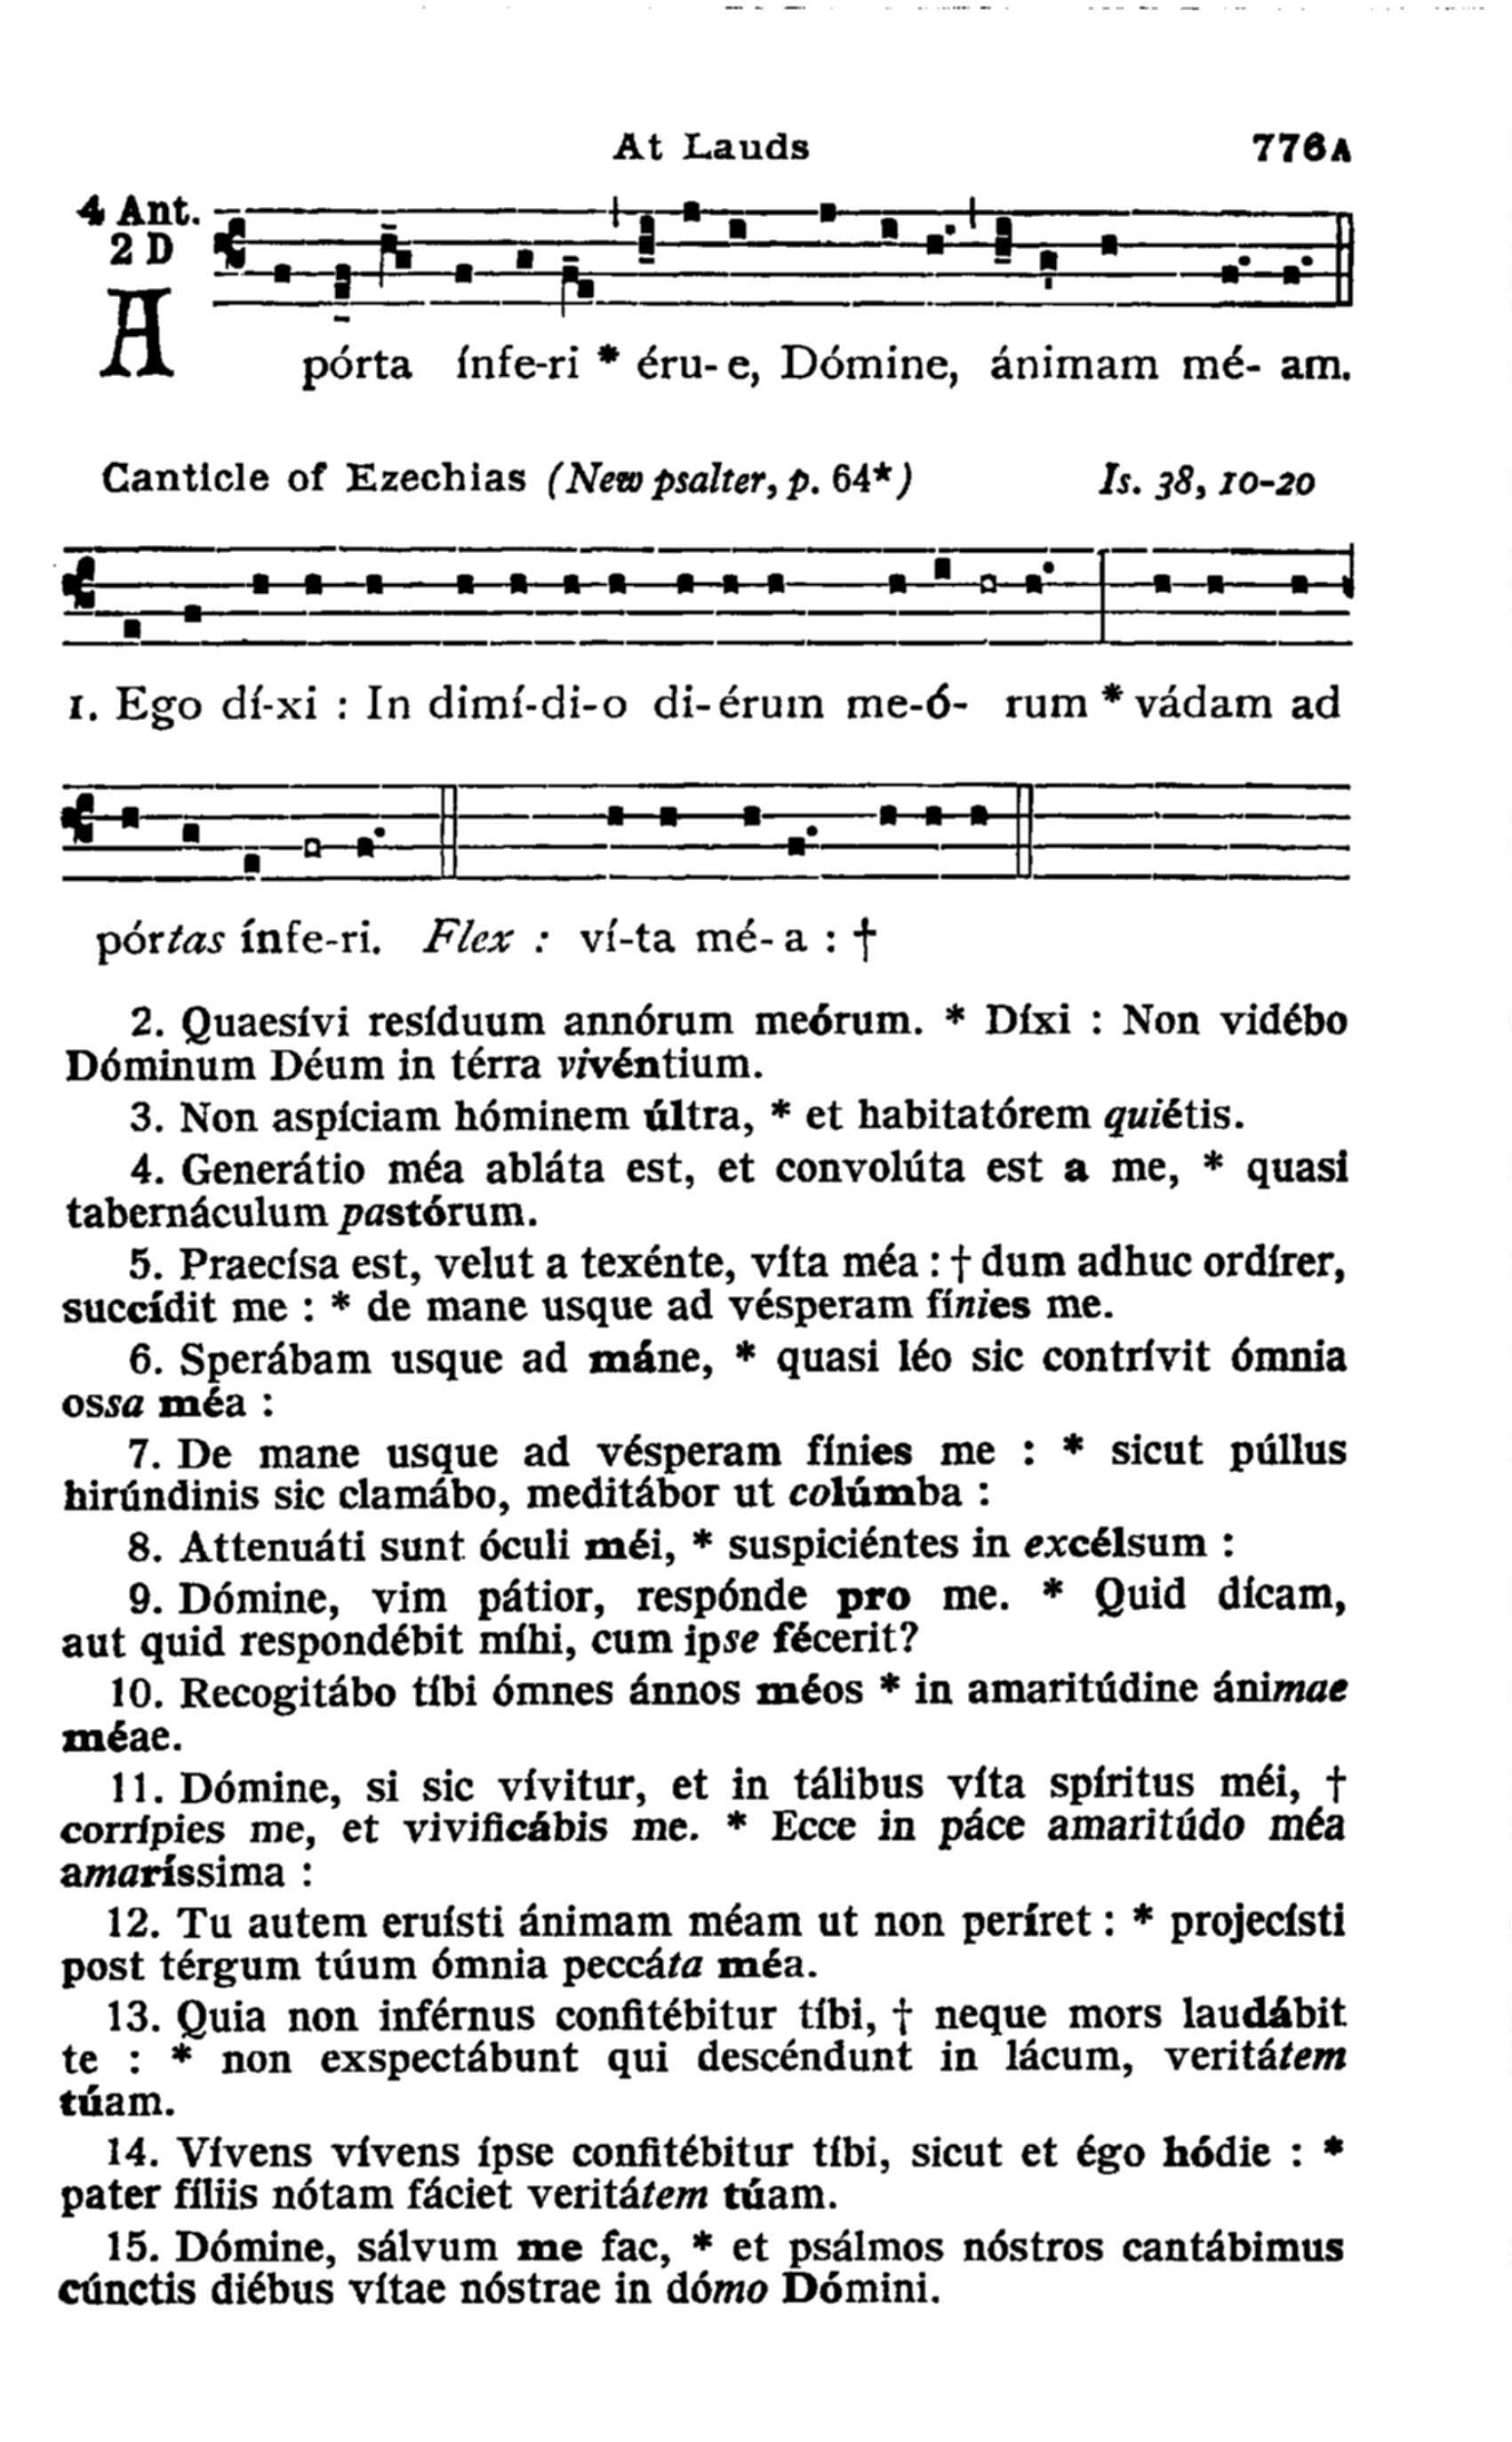 At Lauds 776A
4 Ant.
2 D
A pórta ínfe-ri * éru- e, Dómine, ánimam mé- am.
Canticle of Ezechias (New psalter, p. 64*) Is. 38, 10-20
1. Ego dí-xi : In dimí-di-o di-érum me-ó- rum * vádam ad
pórtas ínfe-ri. Flex : ví-ta mé- a : †
2. Quaesívi resíduum annórum meórum. * Díxi : Non vidébo
Dóminum Déum in térra vivéntium.
3. Non aspíciam hóminem últra, * et habitatórem quiétis.
4. Generátio méa abláta est, et convolúta est a me, * quasi
tabernáculum pastórum.
5. Praecísa est, velut a texénte, víta méa : † dum adhuc ordírer,
succídit me : * de mane usque ad vésperam fínies me.
6. Sperábam usque ad máne, * quasi léo sic contrívit ómnia
ossa méa :
7. De mane usque ad vésperam fínies me : * sicut púllus
hirúndinis sic clamábo, meditábor ut colúmba :
8. Attenuáti sunt óculi méi, * suspiciéntes in excélsum :
9. Dómine, vim pátior, respónde pro me. * Quid dícam,
aut quid respondébit míhi, cum ipse fécerit?
10. Recogitábo tíbi ómnes ánnos méos * in amaritúdine ánimae
méae.
11. Dómine, si sic vívitur, et in tálibus víta spíritus méi, †
corrípies me, et vivificábis me. * Ecce in páce amaritúdo méa
amaríssima :
12. Tu autem eruísti ánimam méam ut non períret : * projecísti
post térgum túum ómnia peccáta méa.
13. Quia non inférnus confitébitur tíbi, † neque mors laudábit
te : * non exspectábunt qui descéndunt in lácum, veritátem
túam.
14. Vívens vívens ípse confitébitur tíbi, sicut et égo hódie : *
pater fíliis nótam fáciet veritátem túam.
15. Dómine, sálvum me fac, * et psálmos nóstros cantábimus
cúnctis diébus vítae nóstrae in dómo Dómini.